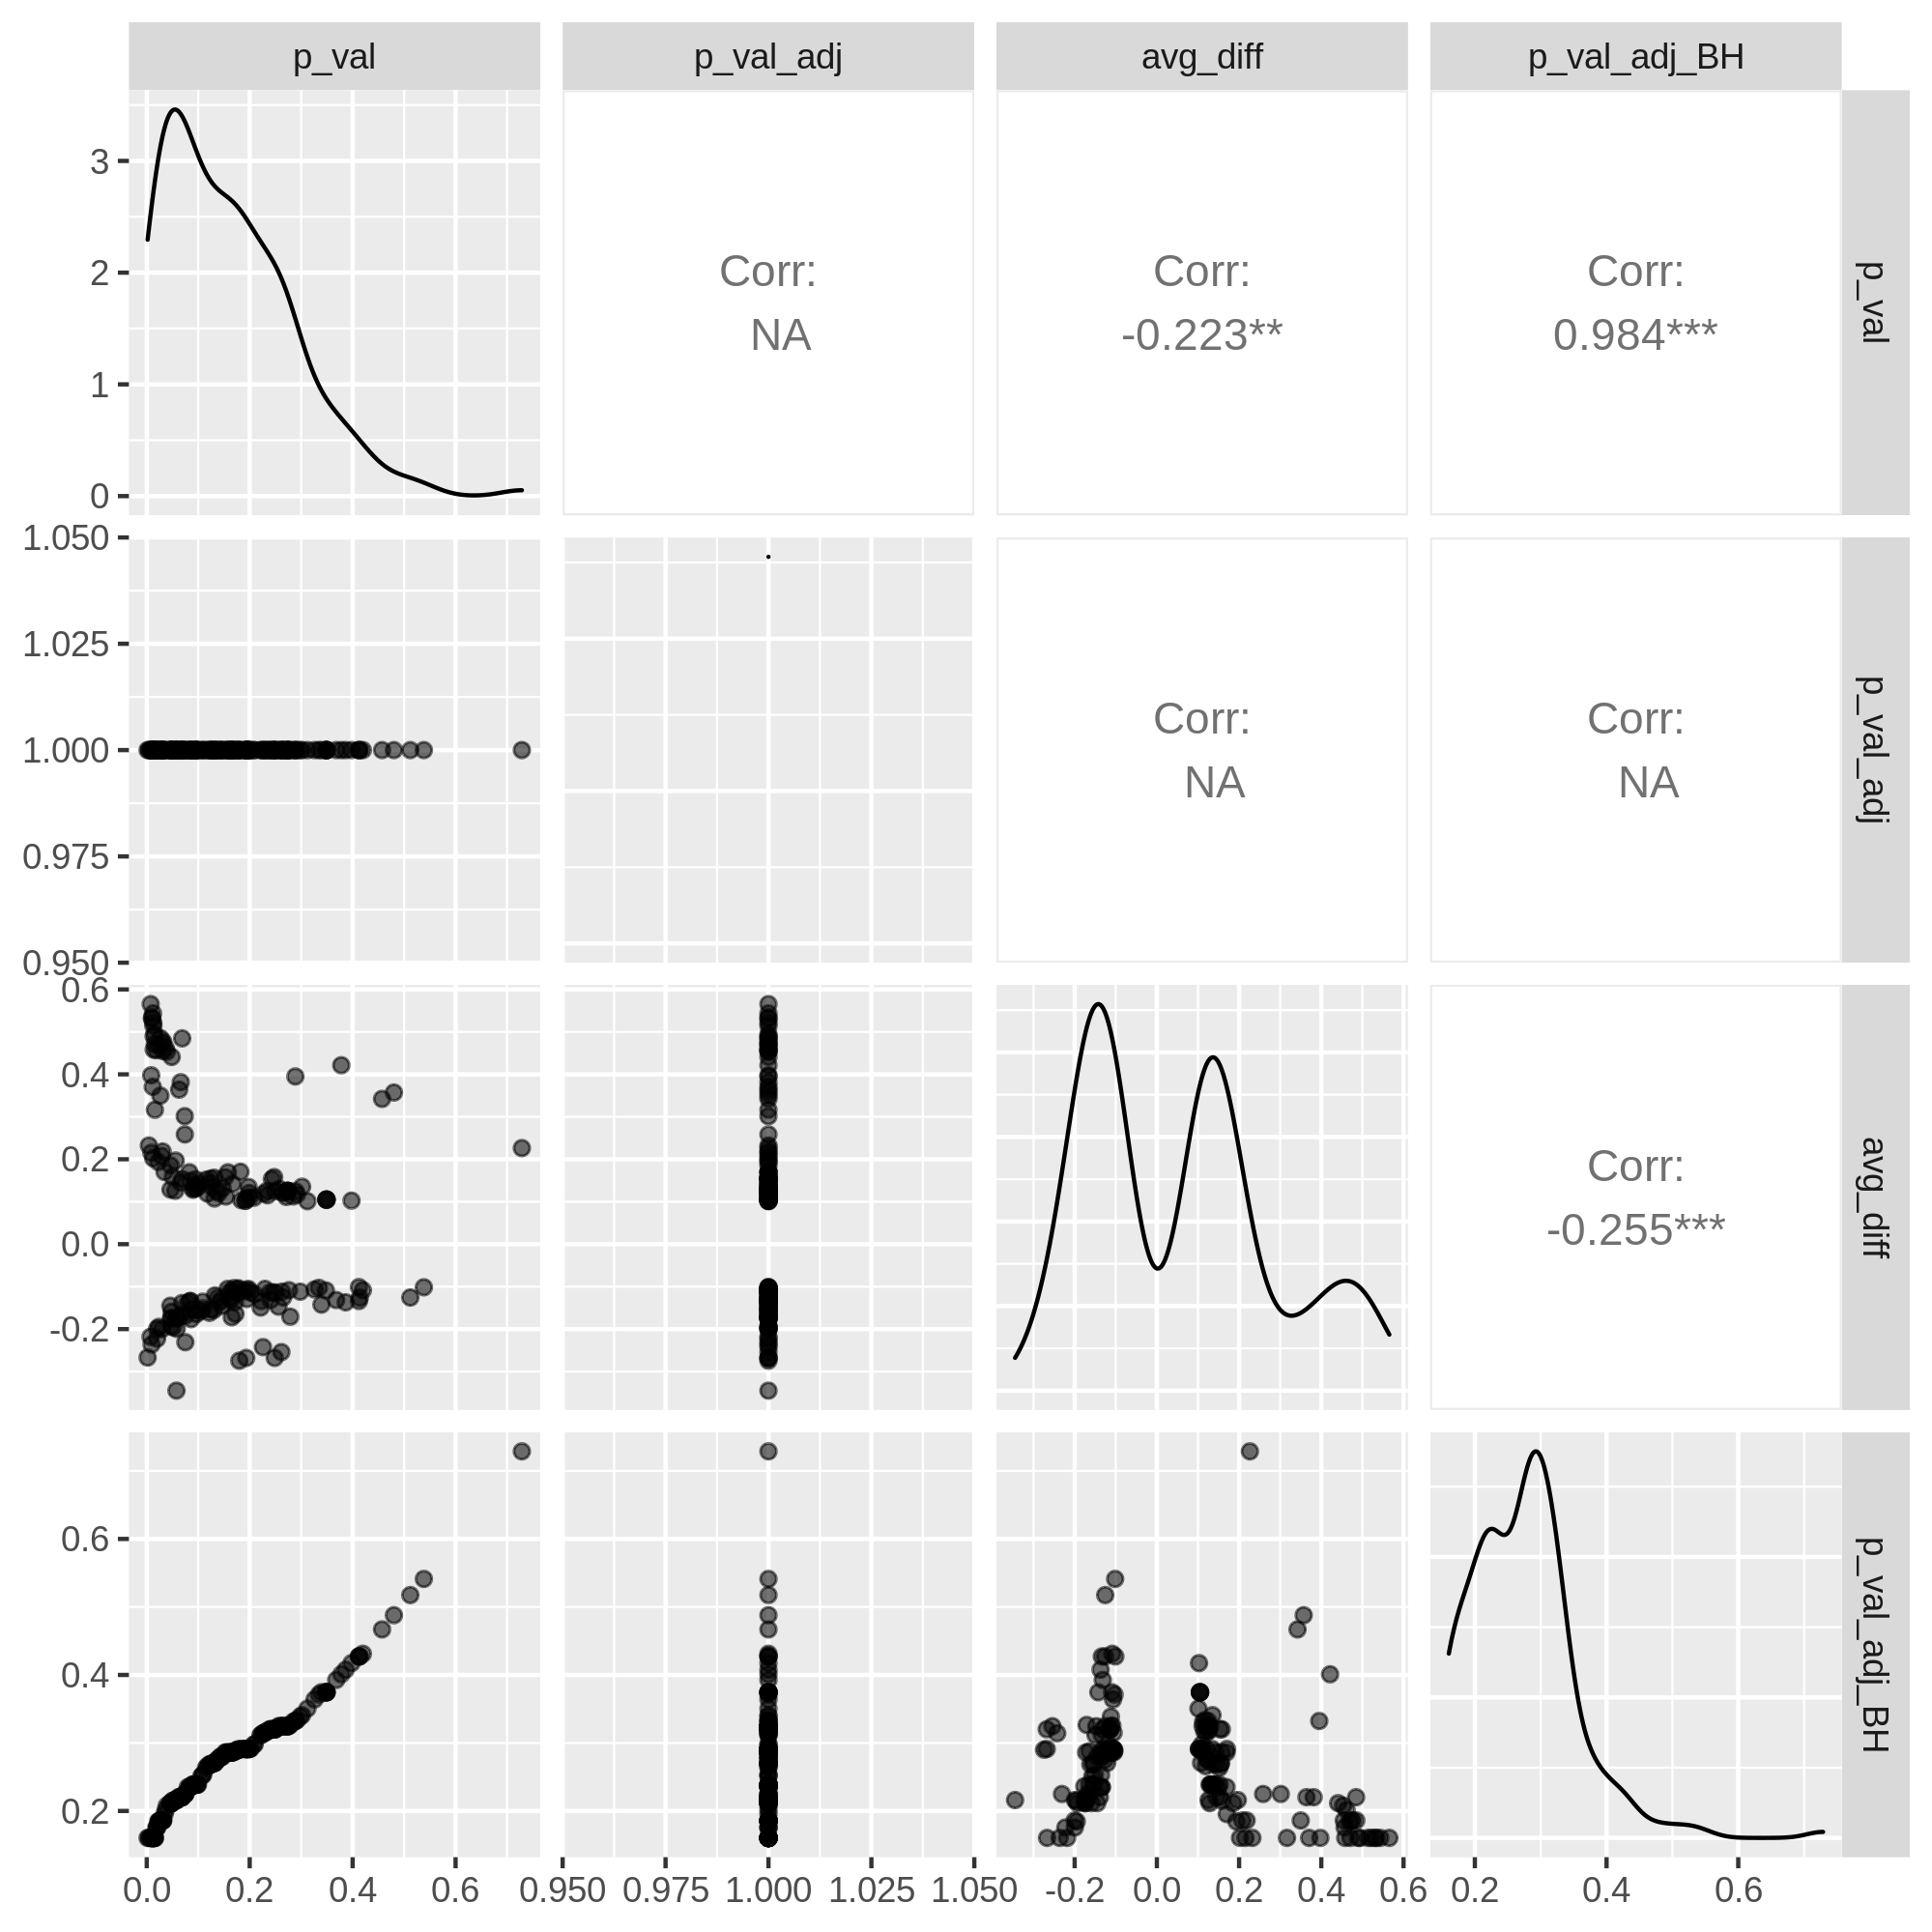 p_val
p_val_adj
avg_diff
p_val_adj_BH
3
2
1
0
Corr:
NA
Corr:
-0.223**
Corr:
0.984***
p_val
1.050
1.025
1.000
0.975
0.950
Corr:
NA
Corr:
NA
p_val_adj
0.6
0.4
0.2
0.0
-0.2
Corr:
-0.255***
avg_diff
0.6
0.4
0.2
p_val_adj_BH
0.0 0.2 0.4 0.6
0.950 0.975 1.000 1.025 1.050
-0.2 0.0 0.2 0.4 0.6
0.2 0.4 0.6